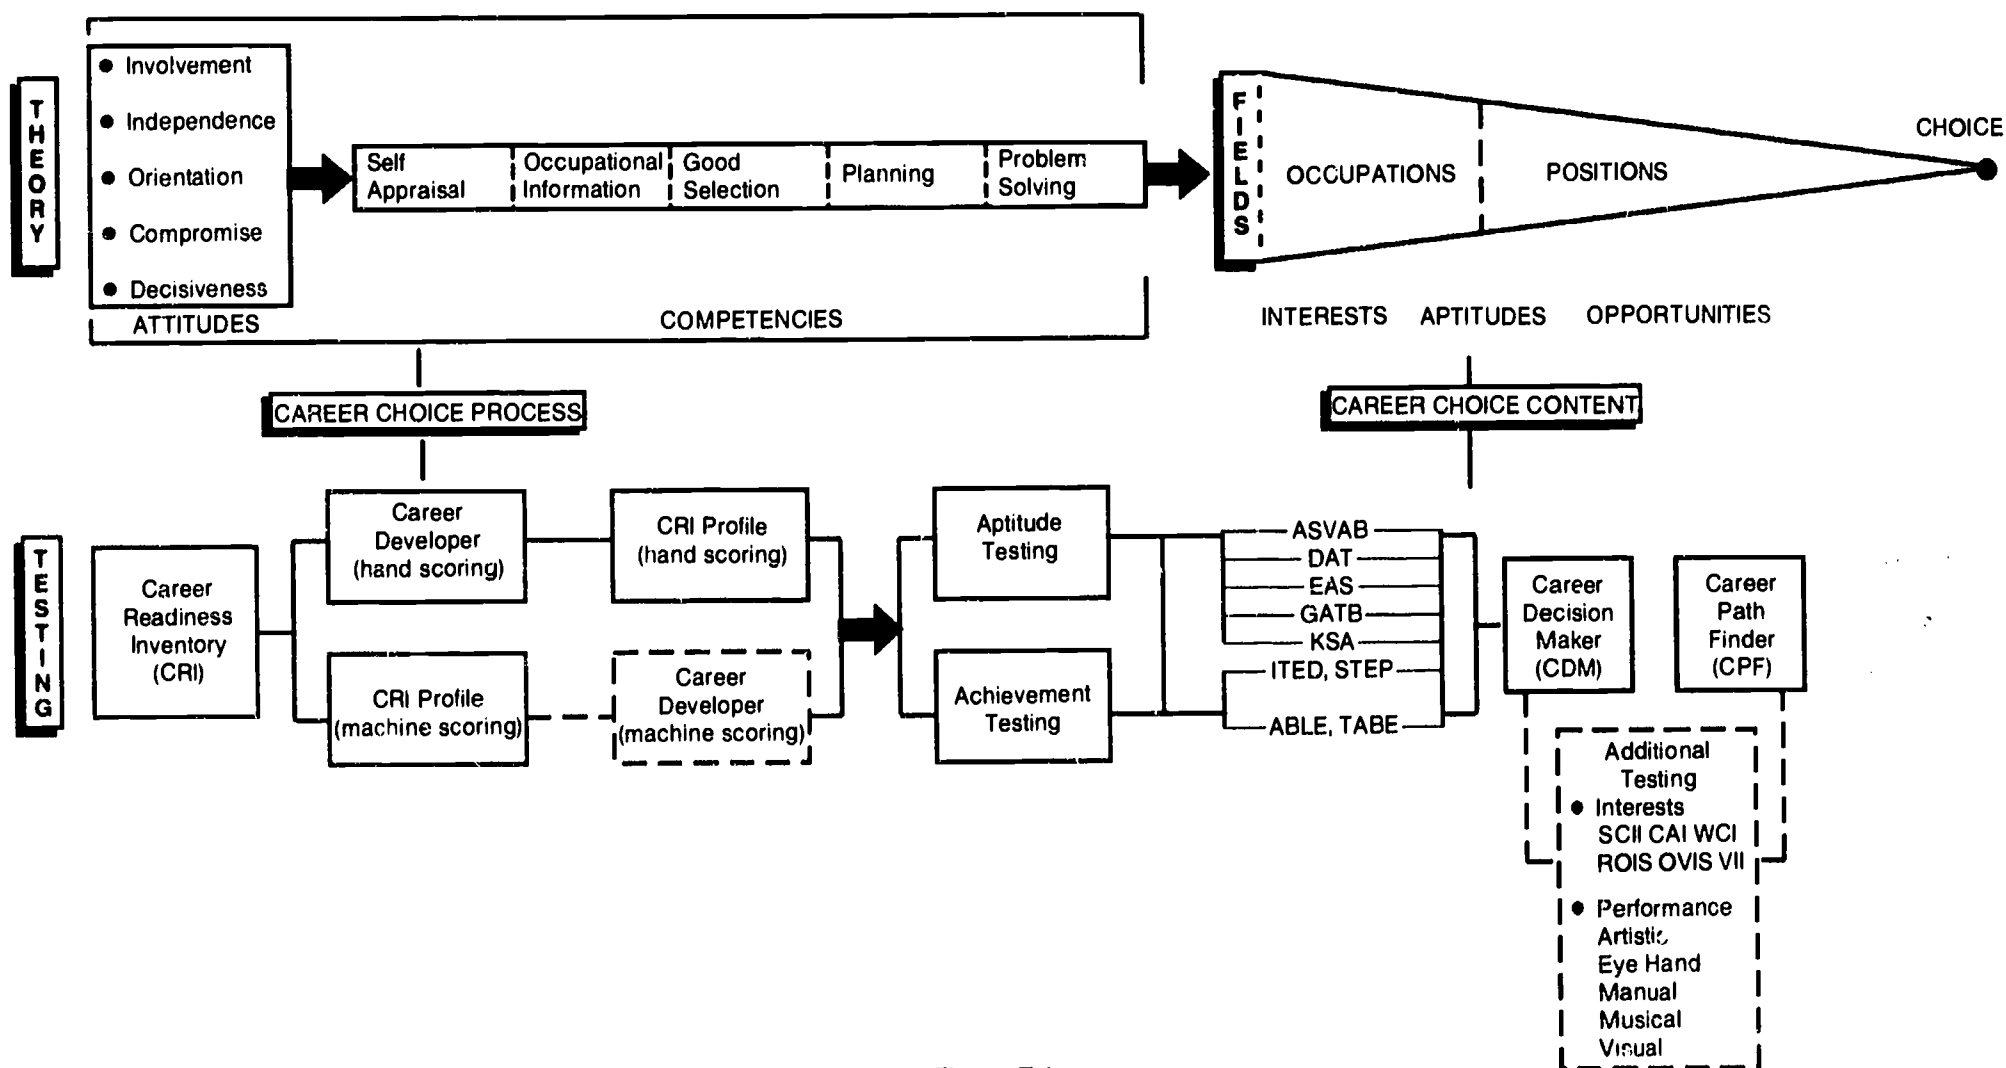 THEORY
Involvement
Independence
Orientation
Compromise
Decisiveness
ATTITUDES
Self
Appraisal
Occupational
Information
Good
Selection
Planning
Problem
Solving
COMPETENCIES
FIELDS
OCCUPATIONS
POSITIONS
CHOICE
INTERESTS APTITUDES OPPORTUNITIES
CAREER CHOICE PROCESS
CAREER CHOICE CONTENT
TESTING
Career
Readiness
Inventory
(CRI)
Career
Developer
(hand scoring)
CRI Profile
(hand scoring)
CRI Profile
(machine scoring)
Career
Developer
(machine scoring)
Aptitude
Testing
Achievement
Testing
ASVAB
DAT
EAS
GATB
KSA
ITED, STEP
ABLE, TABE
Career
Decision
Maker
(CDM)
Career
Path
Finder
(CPF)
Additional
Testing
Interests
SCII CAI WCI
ROIS OVIS VII
Performance
Artistic
Eye Hand
Manual
Musical
Visual